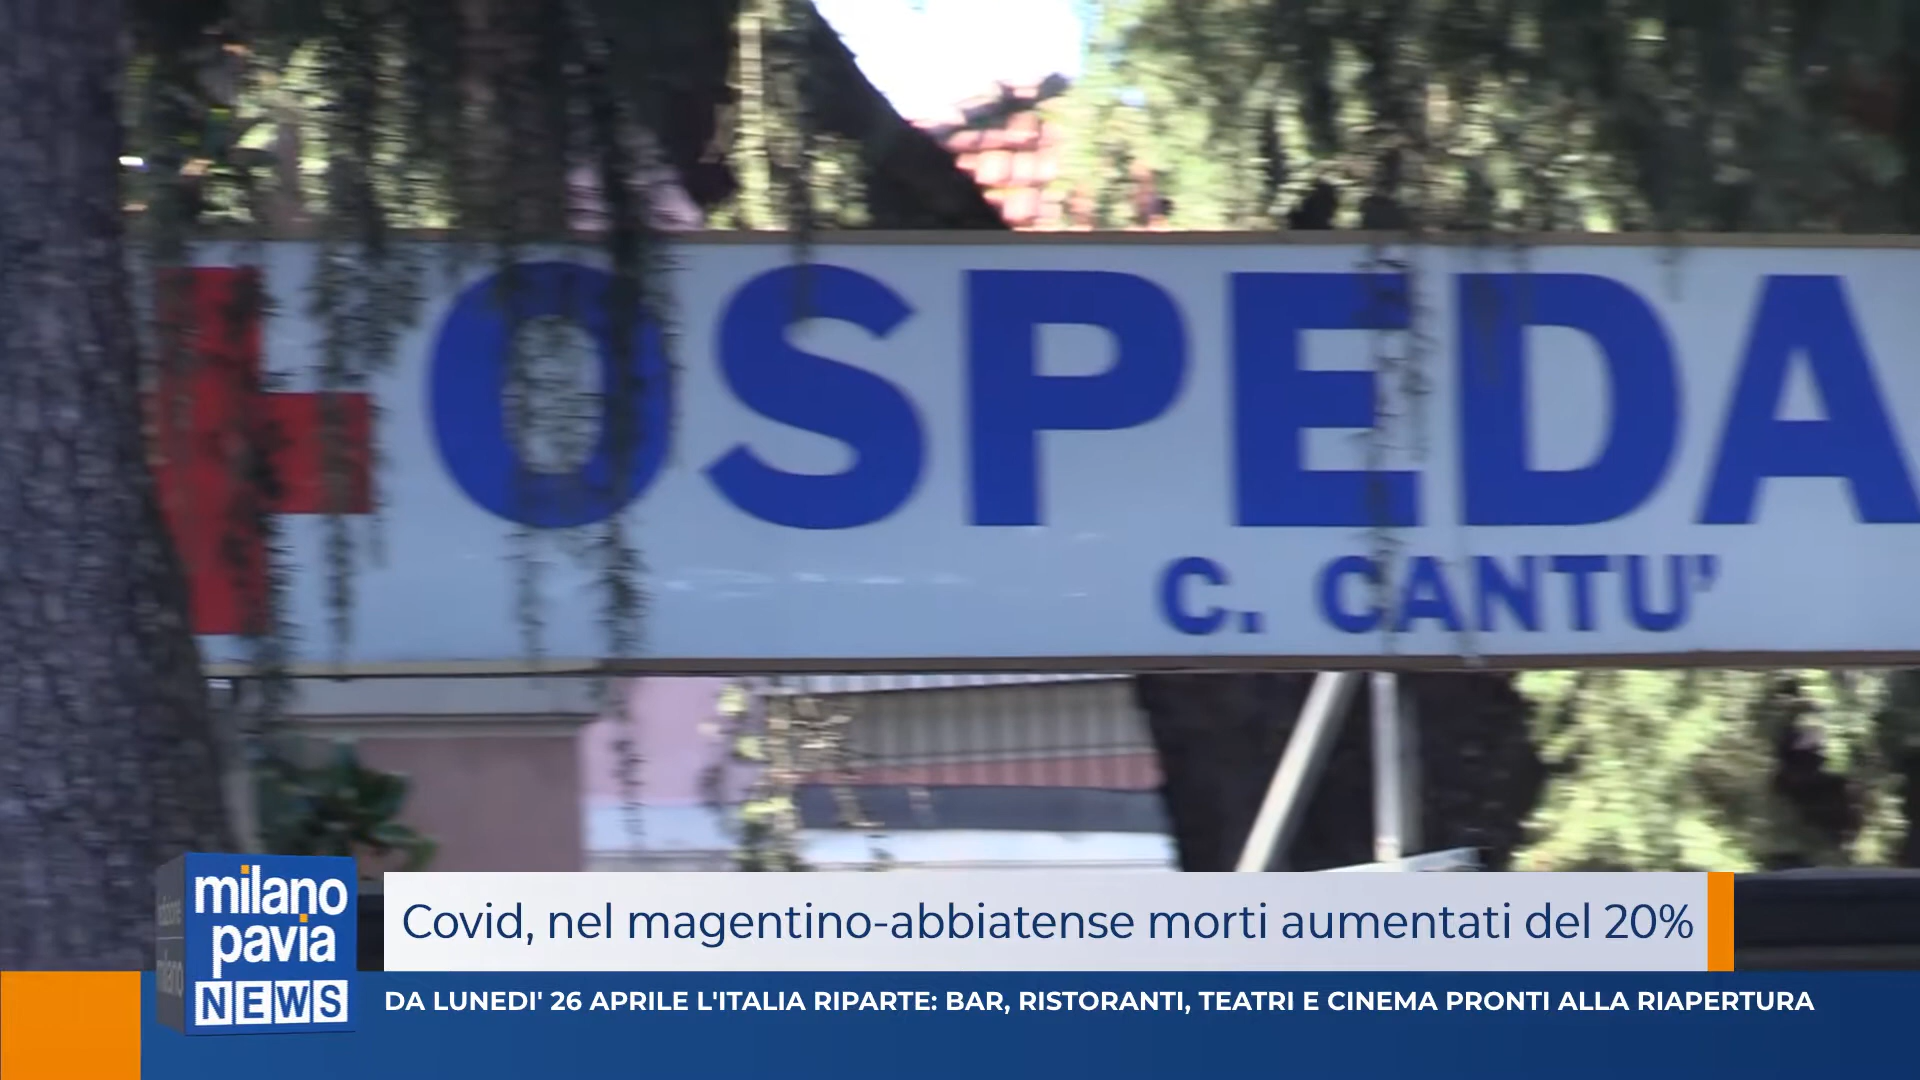 OSPEDA
C. CANTU'
Covid, nel magentino-abbiatense morti aumentati del 20%
milano
pavia
NEWS
DA LUNEDI' 26 APRILE L'ITALIA RIPARTE: BAR, RISTORANTI, TEATRI E CINEMA PRONTI ALLA RIAPERTURA